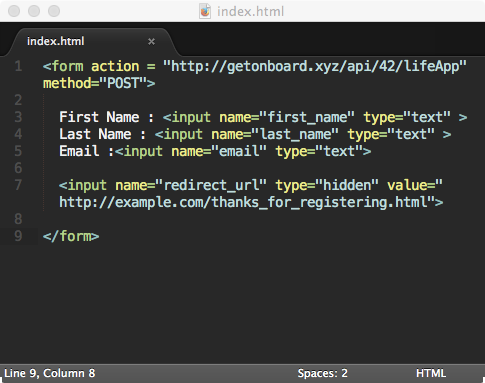 index.html
index.html ×
1 <form action = "http://getonboard.xyz/api/42/lifeApp"
method="POST">
2
3 First Name : <input name="first_name" type="text" >
4 Last Name : <input name="last_name" type="text" >
5 Email :<input name="email" type="text">
6
7 <input name="redirect_url" type="hidden" value="
http://example.com/thanks_for_registering.html">
8
9 </form>
Line 9, Column 8 Spaces: 2 HTML